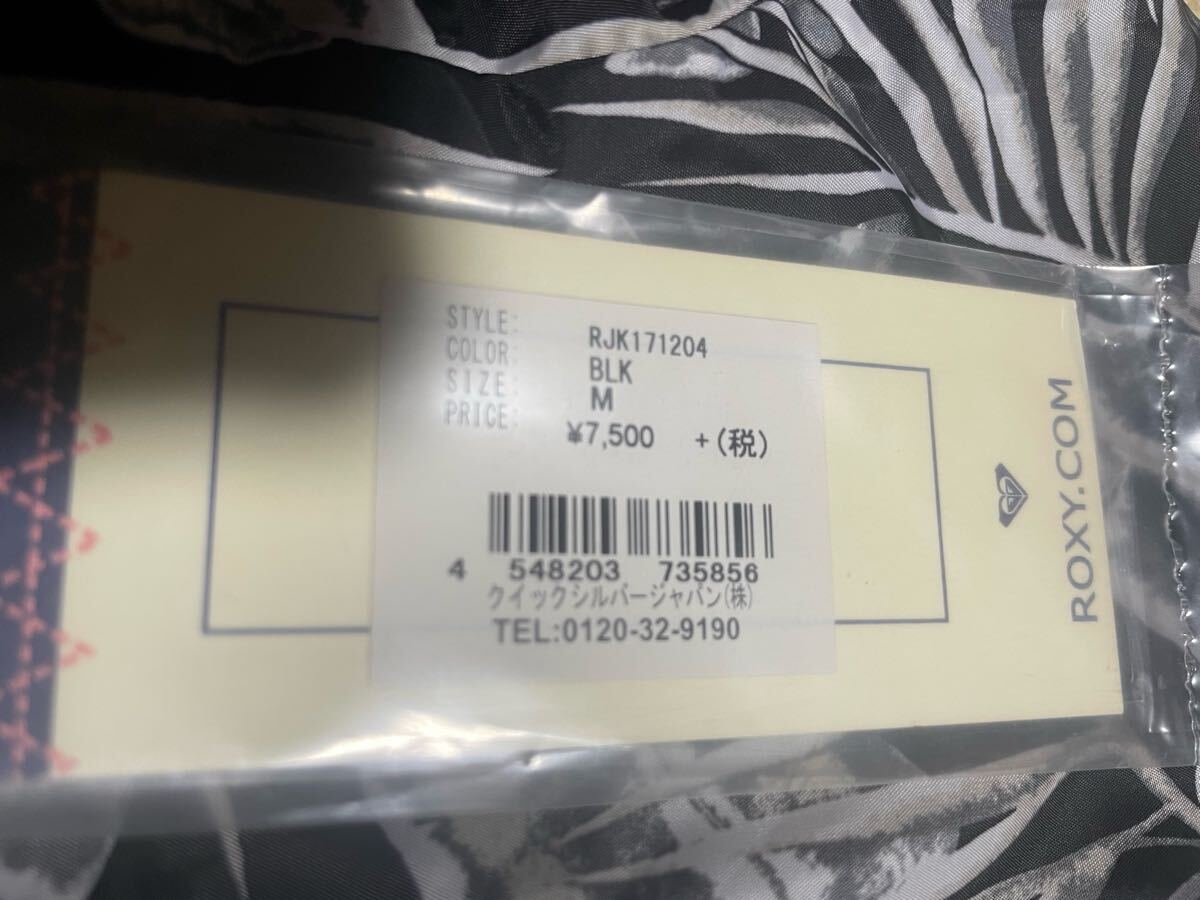 STYLE: RJK171204
COLOR: BLK
SIZE: M
PRICE: ¥7,500 +(税)
4 548203 735856
クイックシルバージャパン(株)
TEL:0120-32-9190
ROXY.COM